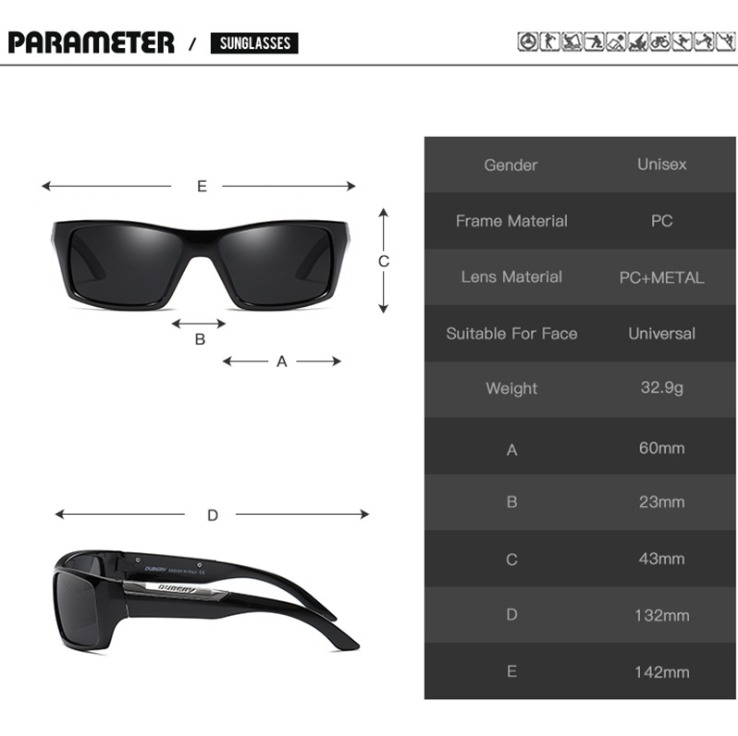 PARAMETER / SUNGLASSES
E
C
B
A
D
DUBERY
DUBERY
Gender Unisex
Frame Material PC
Lens Material PC+METAL
Suitable For Face Universal
Weight 32.9g
A 60mm
B 23mm
C 43mm
D 132mm
E 142mm